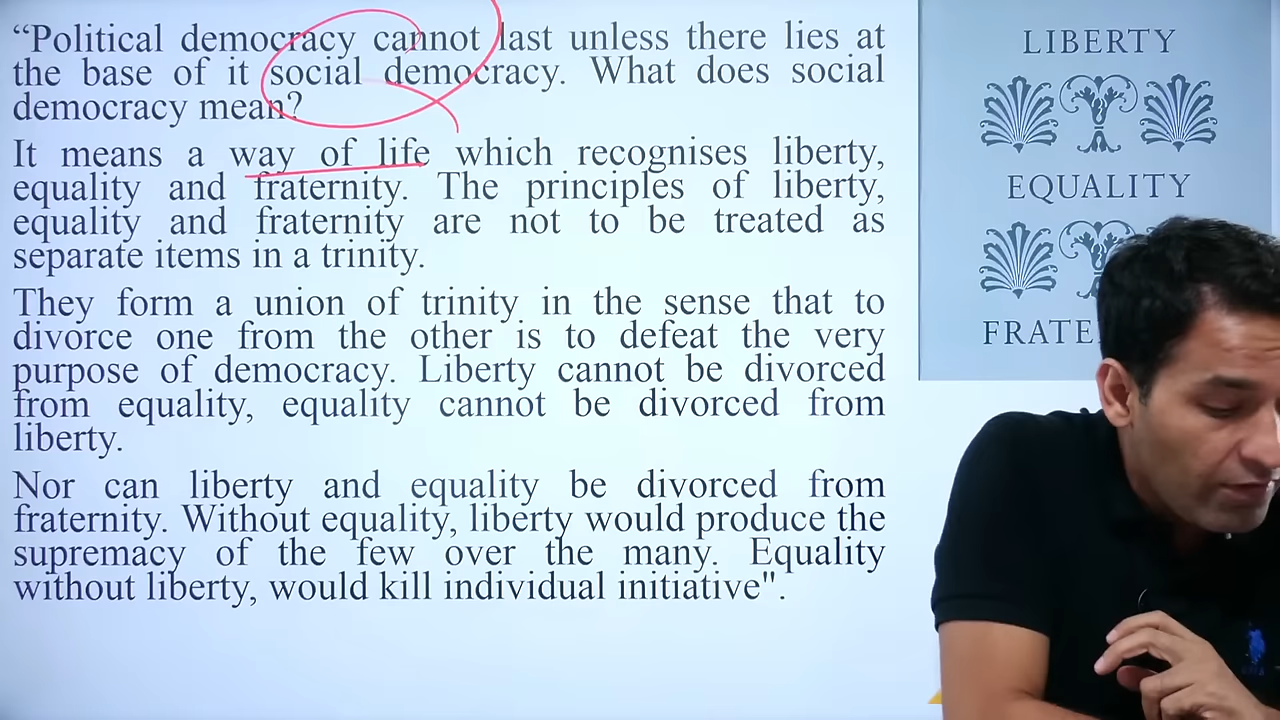 “Political democracy cannot last unless there lies at
the base of it social democracy. What does social
democracy mean?
It means a way of life which recognises liberty,
equality and fraternity. The principles of liberty,
equality and fraternity are not to be treated as
separate items in a trinity.
They form a union of trinity in the sense that to
divorce one from the other is to defeat the very
purpose of democracy. Liberty cannot be divorced
from equality, equality cannot be divorced from
liberty.
Nor can liberty and equality be divorced from
fraternity. Without equality, liberty would produce the
supremacy of the few over the many. Equality
without liberty, would kill individual initiative".
LIBERTY
EQUALITY
FRATE